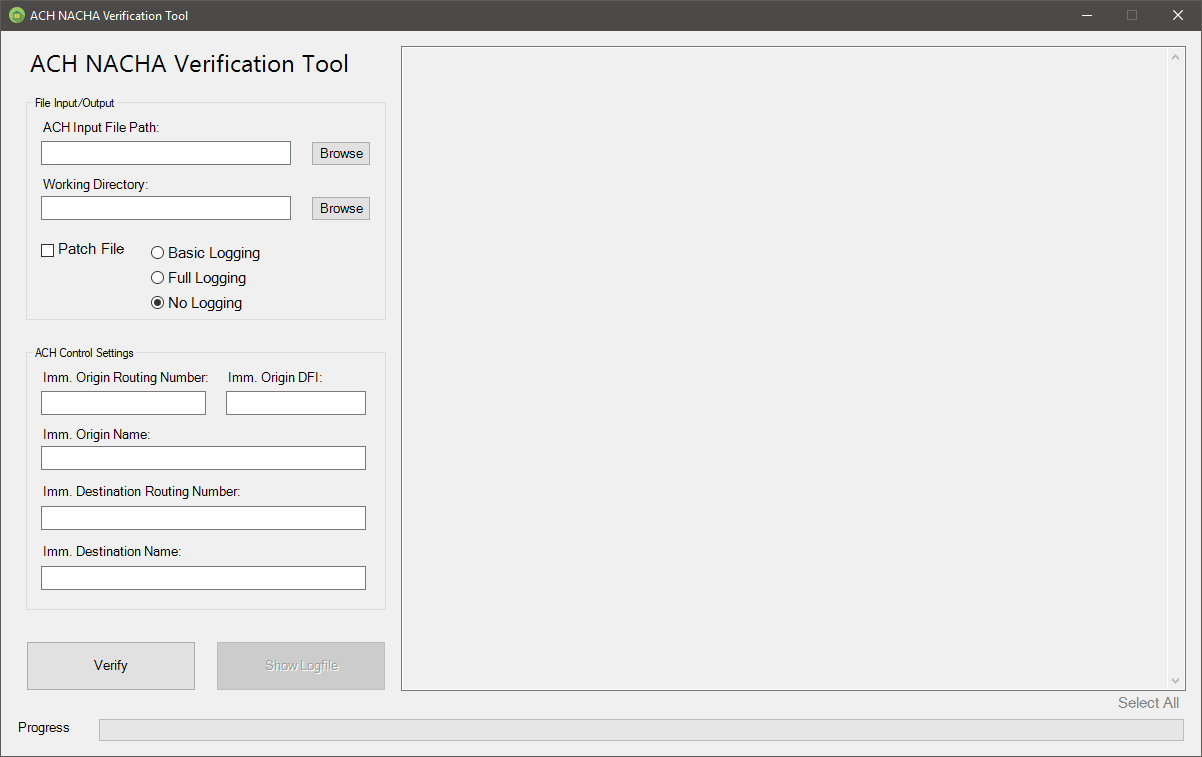 ACH NACHA Verification Tool
ACH NACHA Verification Tool
File Input/Output
ACH Input File Path:
Browse
Working Directory:
Browse
Patch File
Basic Logging
Full Logging
No Logging
ACH Control Settings
Imm. Origin Routing Number: Imm. Origin DFI:
Imm. Origin Name:
Imm. Destination Routing Number:
Imm. Destination Name:
Verify Show Logfile
Select All
Progress